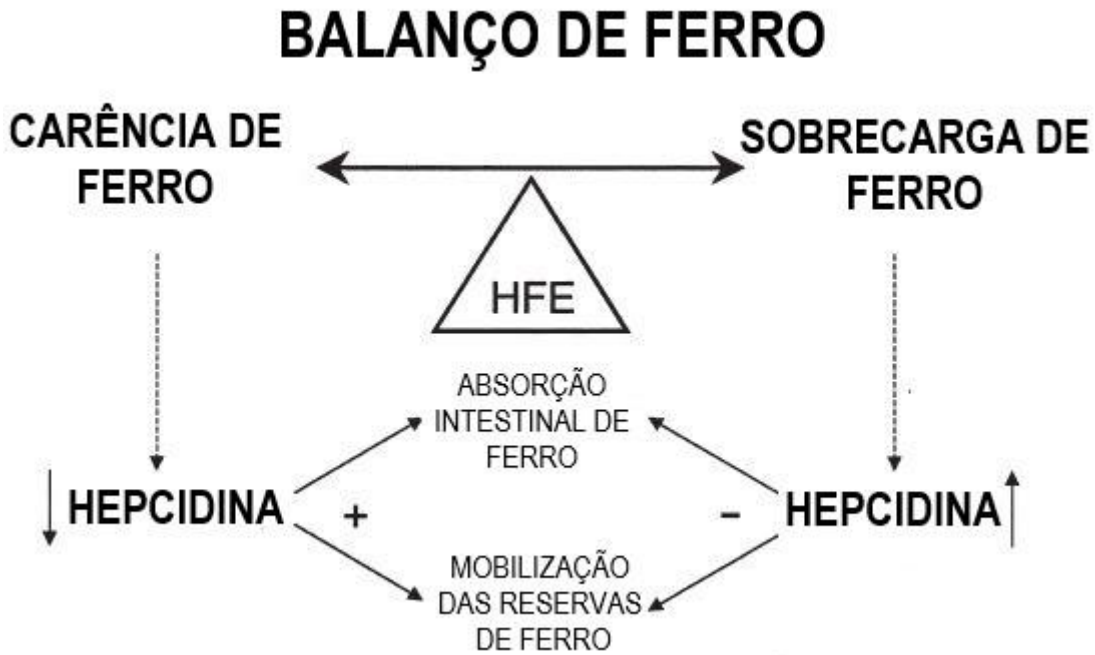 BALANÇO DE FERRO
CARÊNCIA DE
FERRO
SOBRECARGA DE
FERRO
HFE
ABSORÇÃO
INTESTINAL DE
FERRO
HEPCIDINA
+
-
HEPCIDINA
MOBILIZAÇÃO
DAS RESERVAS
DE FERRO